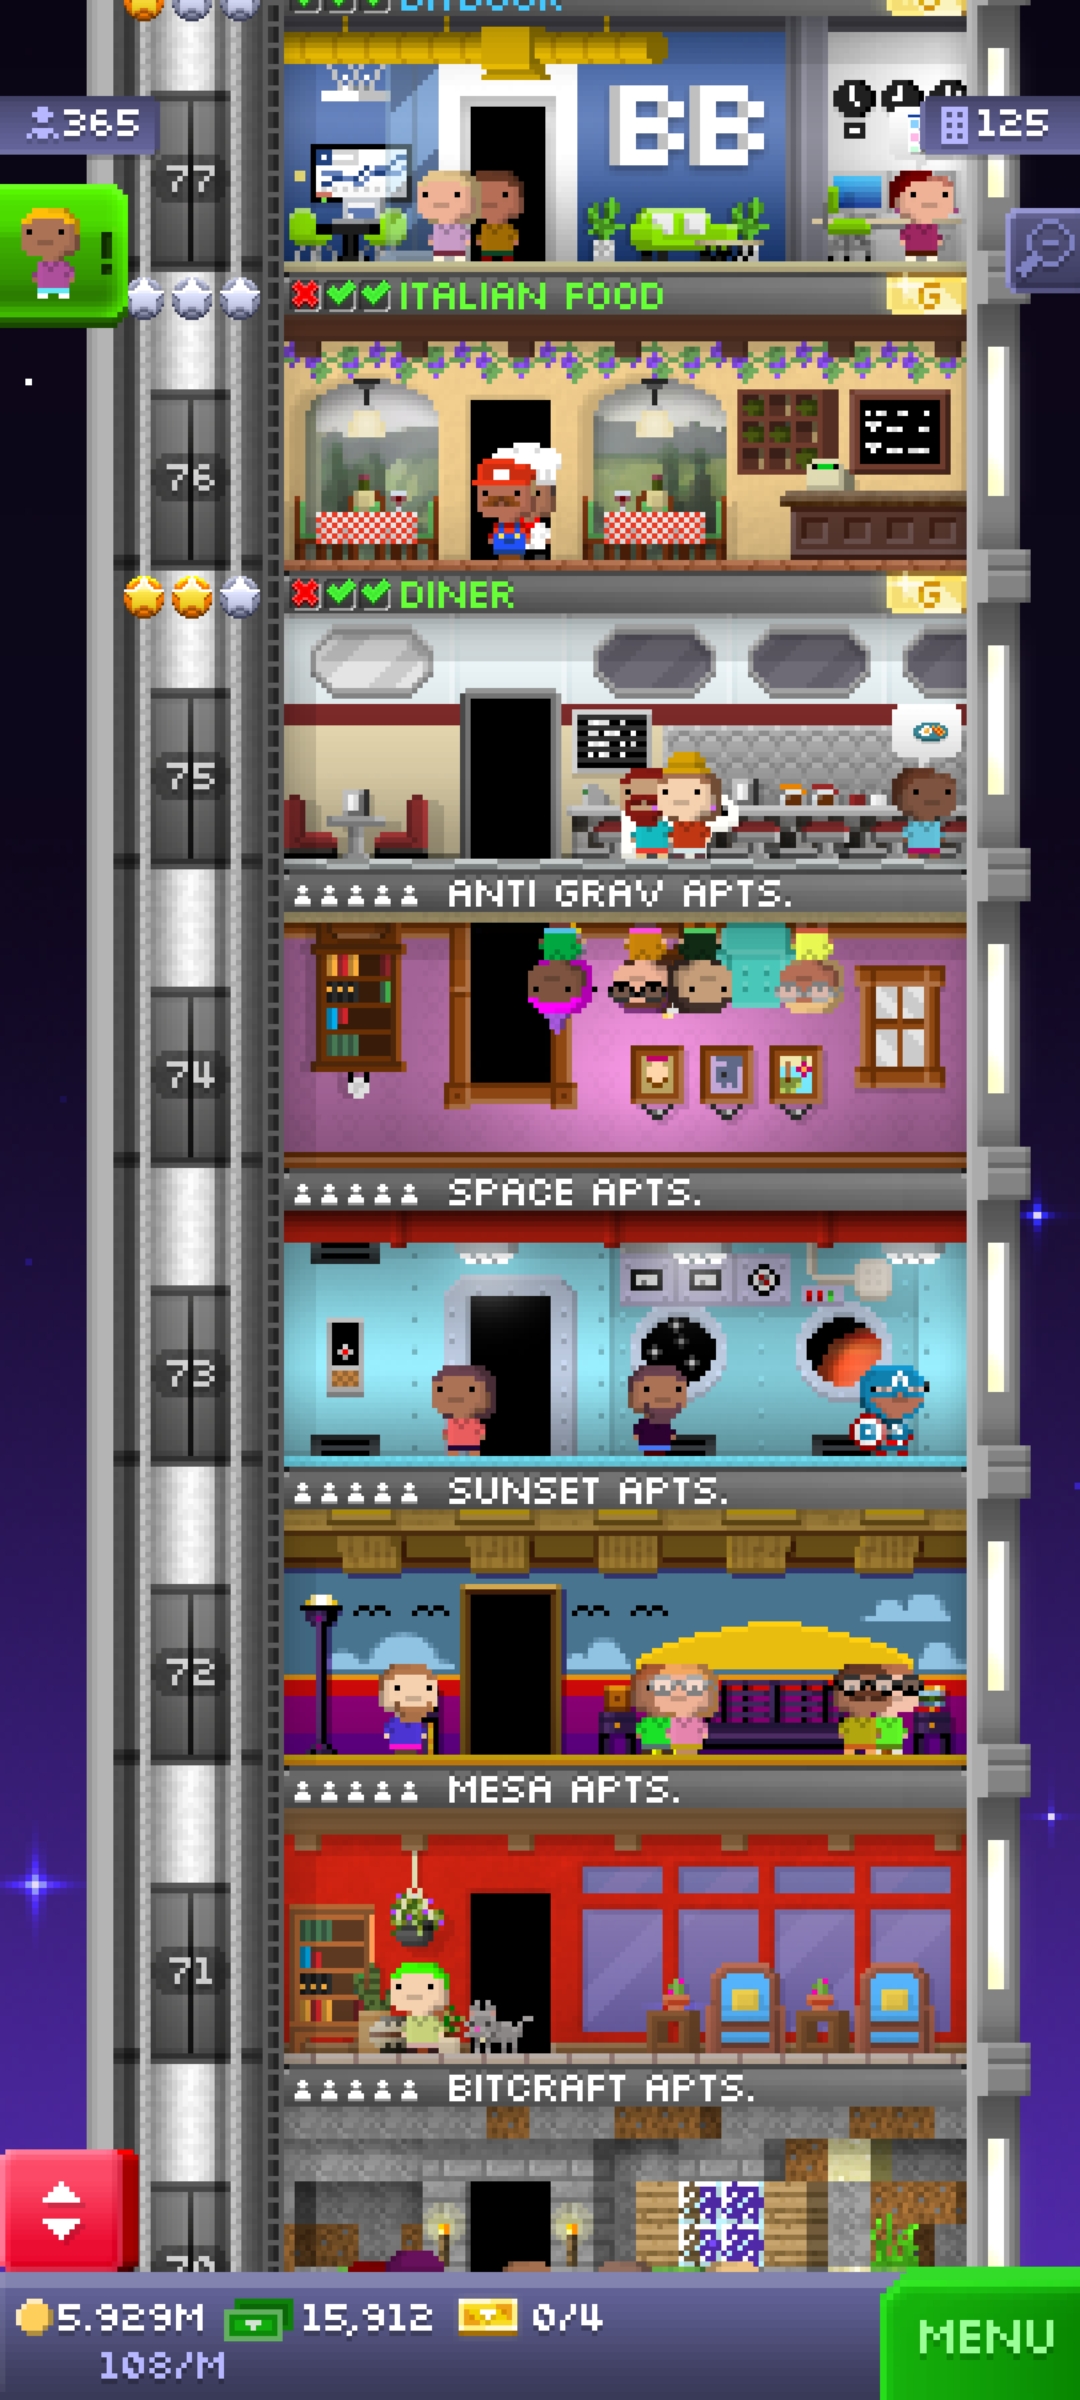 BB
365
125
77
ITALIAN FOOD
G
76
DINER
G
75
ANTI GRAV APTS.
74
SPACE APTS.
73
SUNSET APTS.
72
MESA APTS.
71
BITCRAFT APTS.
70
5.929M
15,912
0/4
108/M
MENU